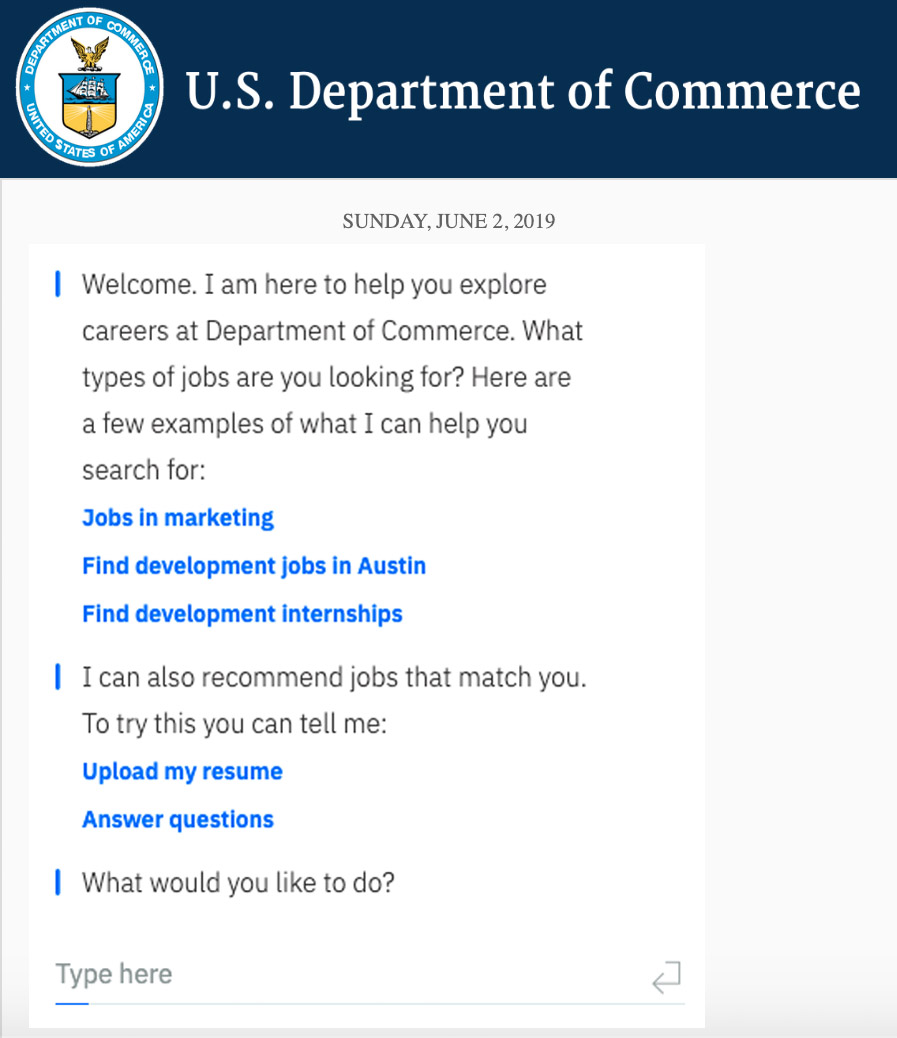 DEPARTMENT OF COMMERCE
UNITED STATES OF AMERICA
U.S. Department of Commerce
SUNDAY, JUNE 2, 2019
Welcome. I am here to help you explore
careers at Department of Commerce. What
types of jobs are you looking for? Here are
a few examples of what I can help you
search for:
Jobs in marketing
Find development jobs in Austin
Find development internships
I can also recommend jobs that match you.
To try this you can tell me:
Upload my resume
Answer questions
What would you like to do?
Type here